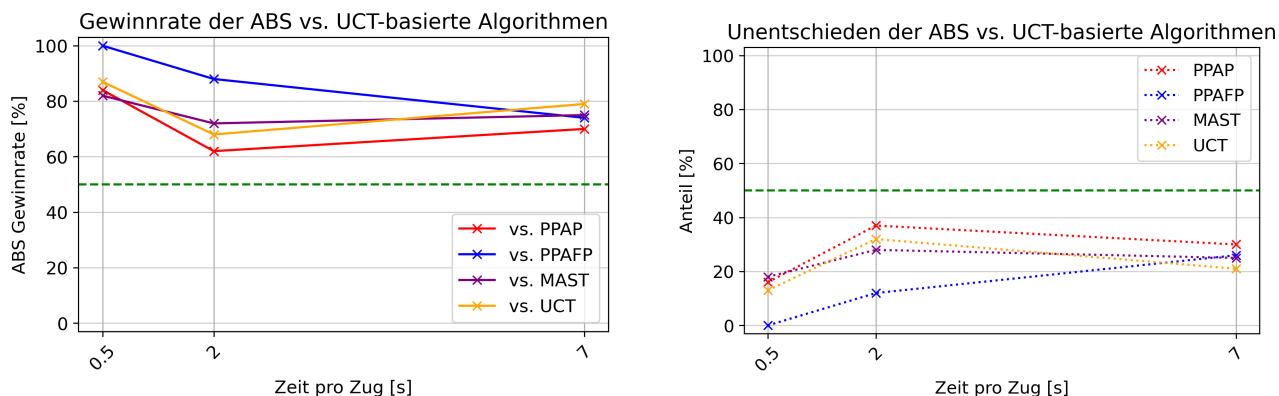 Gewinnrate der ABS vs. UCT-basierte Algorithmen
100
80
60
40
20
0
ABS Gewinnrate [%]
vs. PPAP
vs. PPAFP
vs. MAST
vs. UCT
0.5
2
7
Zeit pro Zug [s]
Unentschieden der ABS vs. UCT-basierte Algorithmen
100
80
60
40
20
0
Anteil [%]
PPAP
PPAFP
MAST
UCT
0.5
2
7
Zeit pro Zug [s]